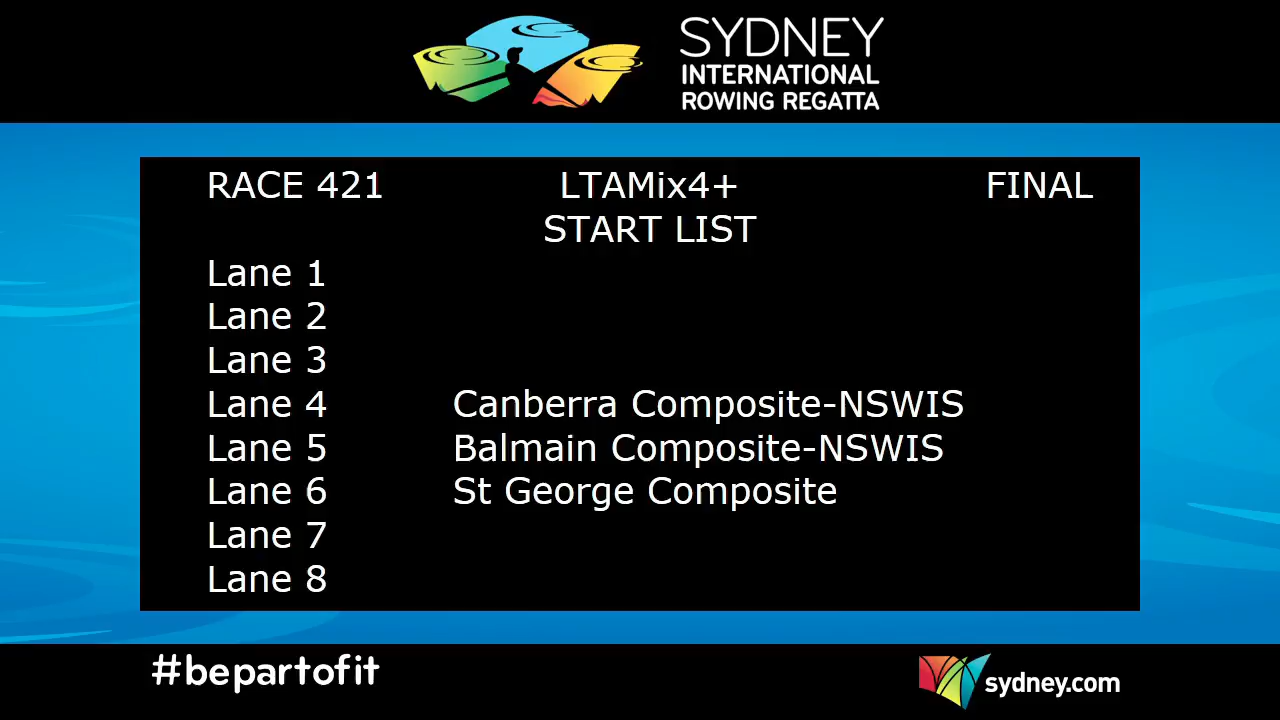 SYDNEY
INTERNATIONAL
ROWING REGATTA
RACE 421 LTAMix4+ FINAL
START LIST
Lane 1
Lane 2
Lane 3
Lane 4 Canberra Composite-NSWIS
Lane 5 Balmain Composite-NSWIS
Lane 6 St George Composite
Lane 7
Lane 8
#bepartofit
sydney.com